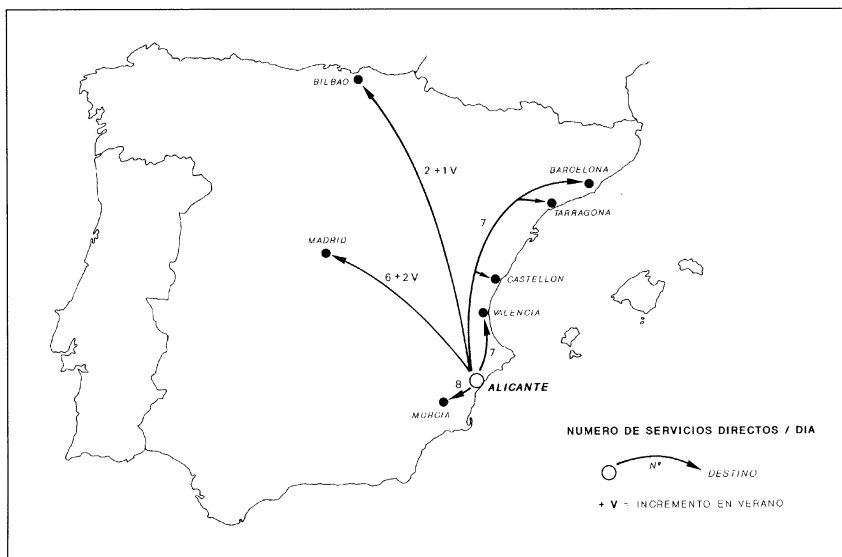 BILBAO
2 + 1 V
BARCELONA
TARRAGONA
7
MADRID
6 + 2 V
CASTELLON
VALENCIA
7
8
ALICANTE
MURCIA
NUMERO DE SERVICIOS DIRECTOS / DIA
Nº
DESTINO
+ V = INCREMENTO EN VERANO